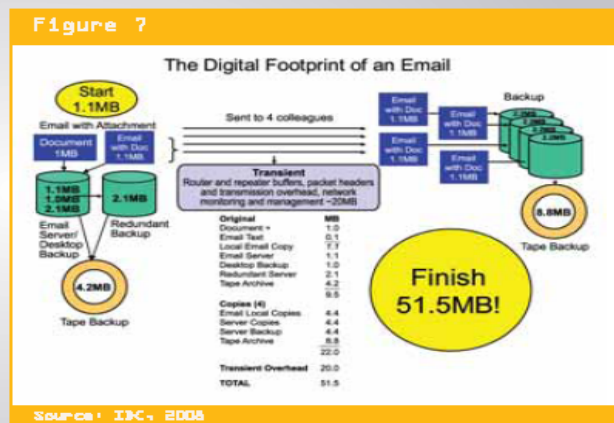 Figure 7
The Digital Footprint of an Email
Start
1.1MB
Email with Attachment
Document
1MB
Email
with Doc
1.1MB
1.1MB
1.0MB
2.1MB
2.1MB
Email
Server/
Desktop
Backup
Redundant
Backup
4.2MB
Tape Backup
Sent to 4 colleagues
Transient
Router and repeater buffers, packet headers
and transmission overhead, network
monitoring and management ~20MB
Original MB
Document + 1.0
Email Text 0.1
Local Email Copy
Email Server 1.1
Desktop Backup 1.0
Redundant Server 2.1
Tape Archive 4.2
Copies (4)
Email Local Copies 4.4
Server Copies 4.4
Server Backup 4.4
Tape Archive 8.8
22.0
Transient Overhead 20.0
TOTAL 51.5
Email
with Doc
1.1MB
Email
with Doc
1.1MB
Email
with Doc
1.1MB
Email
with Doc
1.1MB
Backup
8.8MB
Tape Backup
Finish
51.5MB!
Source: IDC, 2008